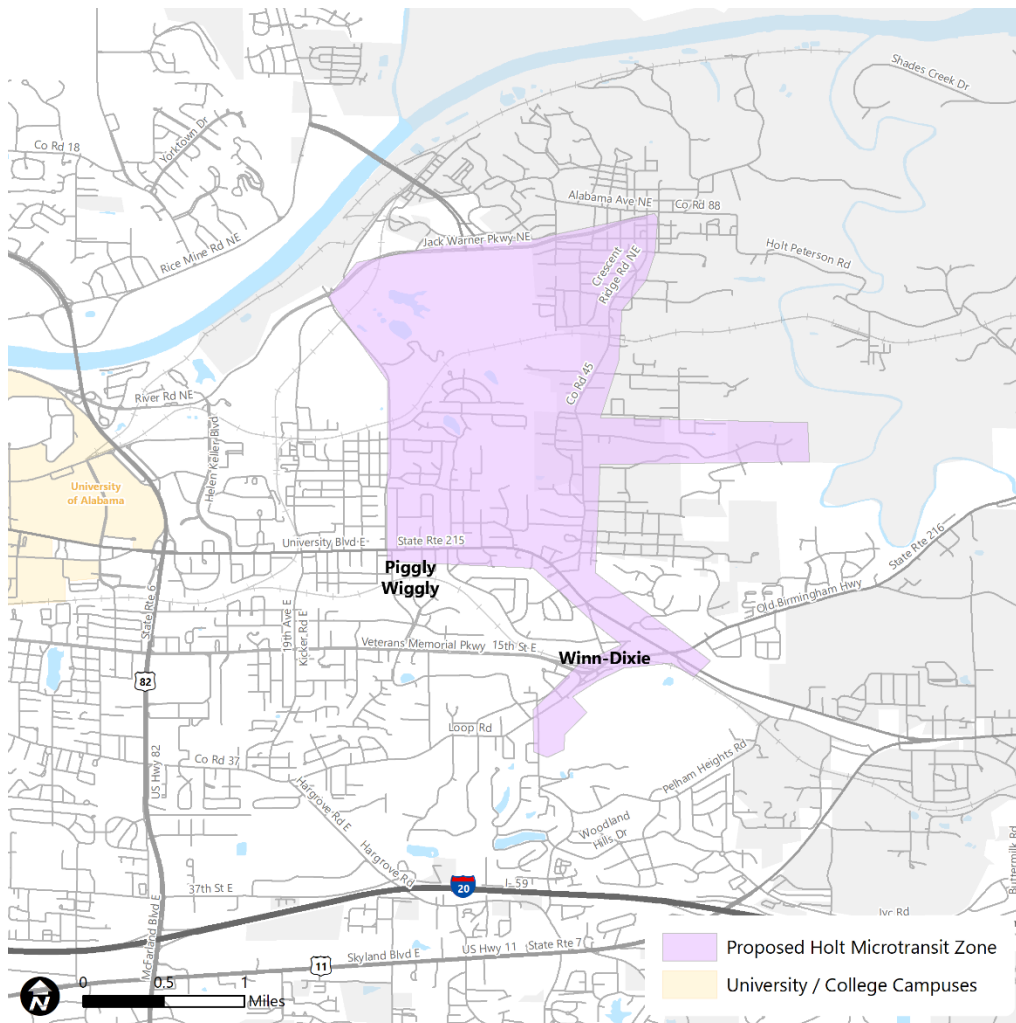 Shades Creek Dr
Yorktown Dr
Co Rd 18
Alabama Ave NE
Co Rd 88
Jack Warner Pkwy NE
Rice Mine Rd NE
Crescent
Ridge Rd NE
Holt Peterson Rd
River Rd NE
Co Rd 45
Helen Keller Blvd
University
of Alabama
University Blvd E
State Rte 215
State Rte 216
Piggly
Wiggly
Old Birmingham Hwy
State Rte 6
19th Ave E
Kicker Rd E
Veterans Memorial Pkwy
15th St E
Winn-Dixie
82
Loop Rd
US Hwy 82
Co Rd 37
Pelham Heights Rd
Hargrove Rd E
Woodland
Hills Dr
Hargrove Rd
Buttermilk Rd
37th St E
20
I-59
McFarland Blvd E
Ivc Rd
Skyland Blvd E
US Hwy 11
State Rte 7
11
Proposed Holt Microtransit Zone
University / College Campuses
N
0
0.5
1
Miles